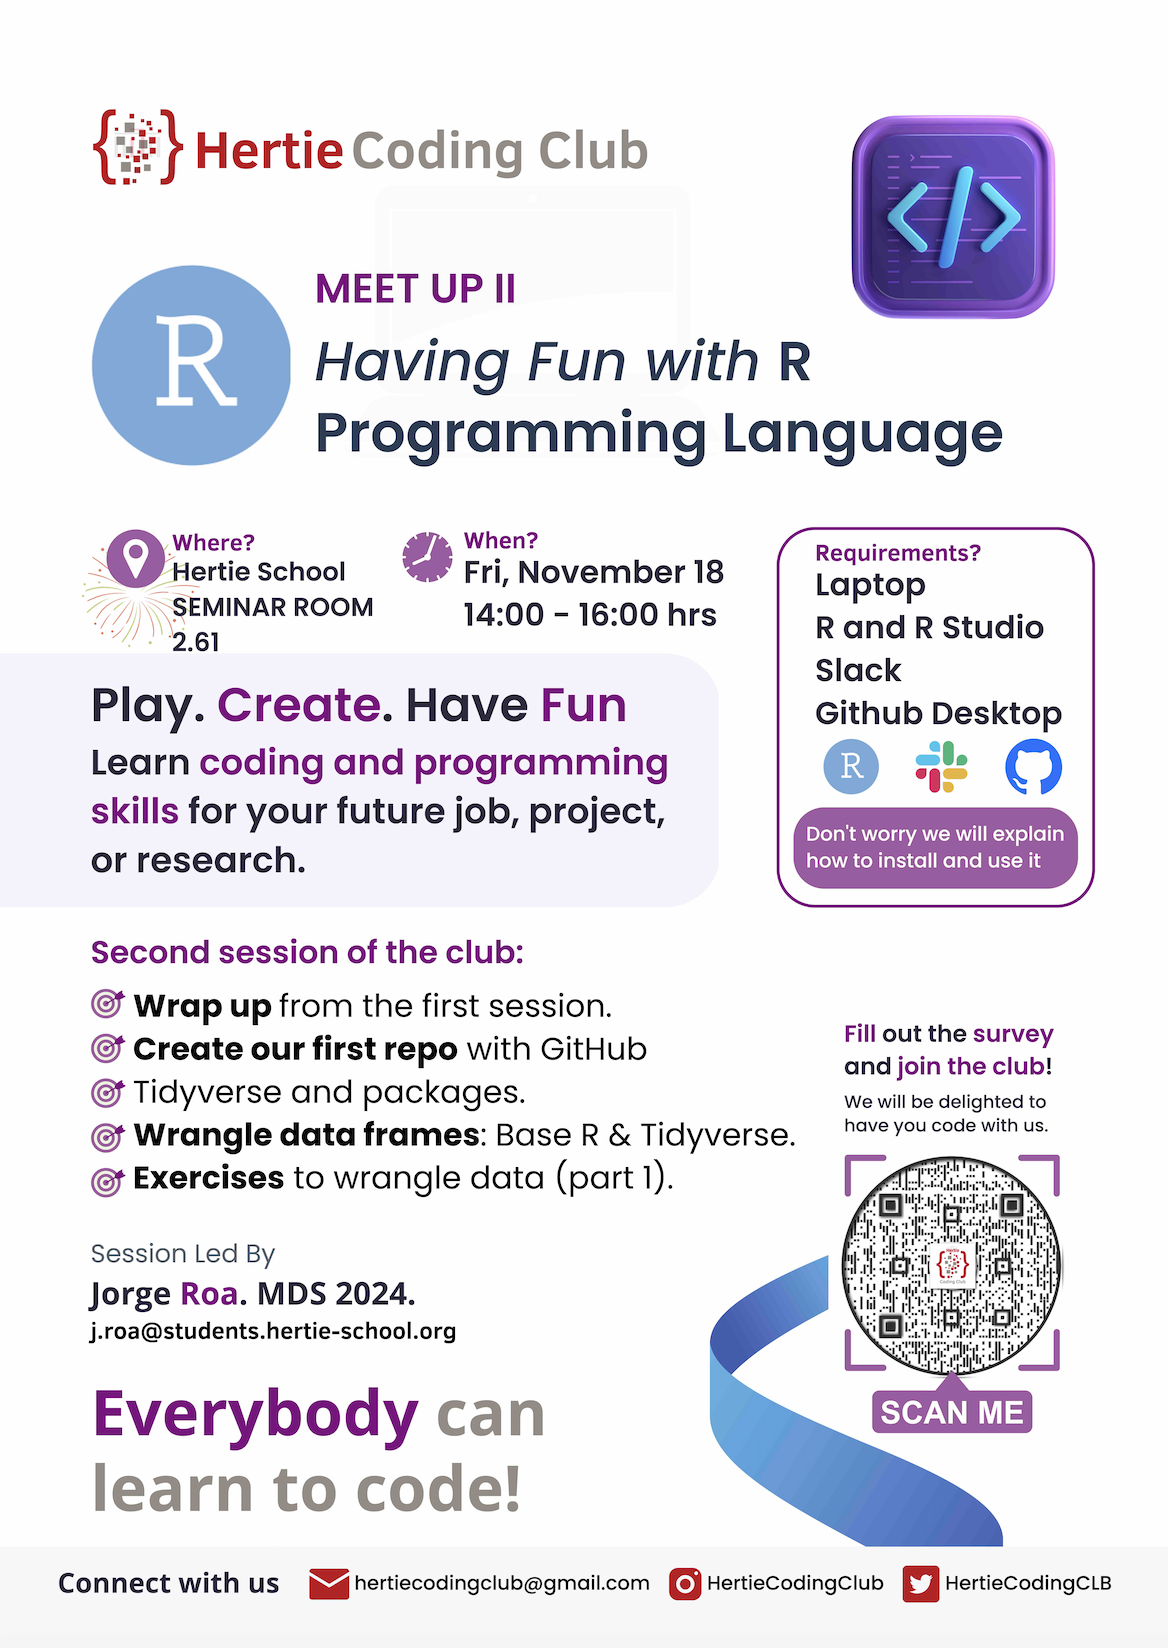 Hertie Coding Club
MEET UP II
Having Fun with R
Programming Language
R
Where?
Hertie School
SEMINAR ROOM
2.61
When?
Fri, November 18
14:00 - 16:00 hrs
Requirements?
Laptop
R and R Studio
Slack
Github Desktop
R
Don't worry we will explain
how to install and use it
Play. Create. Have Fun
Learn coding and programming
skills for your future job, project,
or research.
Second session of the club:
Wrap up from the first session.
Create our first repo with GitHub
Tidyverse and packages.
Wrangle data frames: Base R & Tidyverse.
Exercises to wrangle data (part 1).
Fill out the survey
and join the club!
We will be delighted to
have you code with us.
Hertie
Coding Club
SCAN ME
Session Led By
Jorge Roa. MDS 2024.
j.roa@students.hertie-school.org
Everybody can
learn to code!
Connect with us
hertiecodingclub@gmail.com
HertieCodingClub
HertieCodingCLB